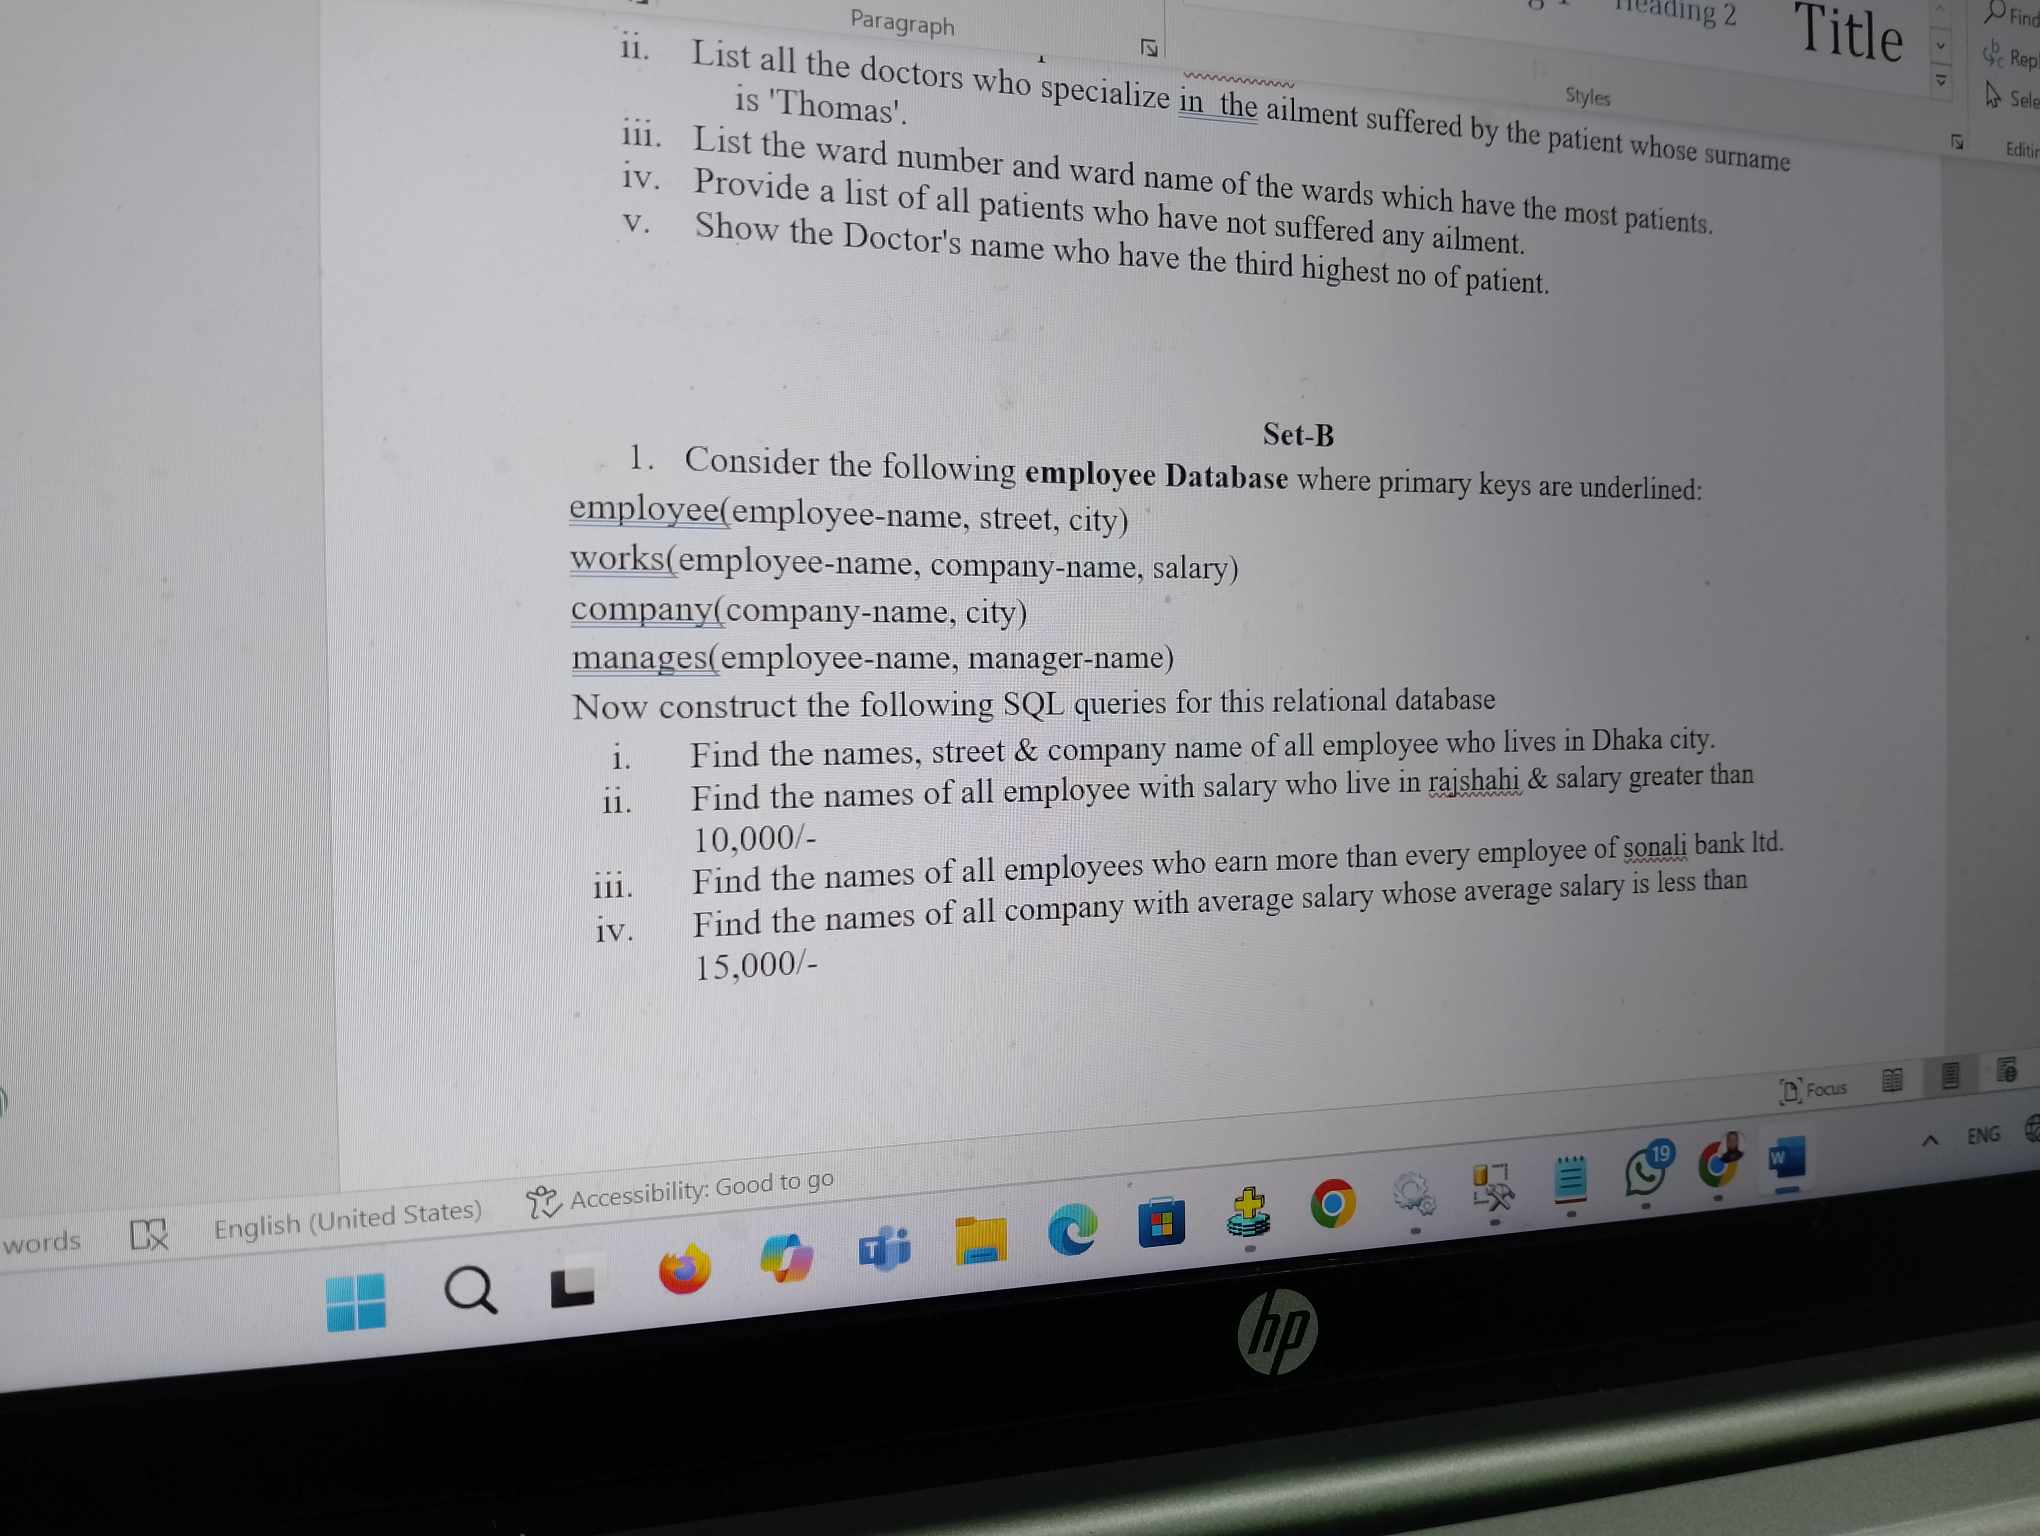 Paragraph
Heading 2
Title
Find
Styles
ii. List all the doctors who specialize in the ailment suffered by the patient whose surname
is 'Thomas'.
iii. List the ward number and ward name of the wards which have the most patients.
iv. Provide a list of all patients who have not suffered any ailment.
v. Show the Doctor's name who have the third highest no of patient.
Set-B
1. Consider the following employee Database where primary keys are underlined:
employee(employee-name, street, city)
works(employee-name, company-name, salary)
company(company-name, city)
manages(employee-name, manager-name)
Now construct the following SQL queries for this relational database
i. Find the names, street & company name of all employee who lives in Dhaka city.
ii. Find the names of all employee with salary who live in rajshahi & salary greater than
10,000/-
iii. Find the names of all employees who earn more than every employee of sonali bank ltd.
iv. Find the names of all company with average salary whose average salary is less than
15,000/-
Focus
words
English (United States)
Accessibility: Good to go
ENG
19
T
W
hp